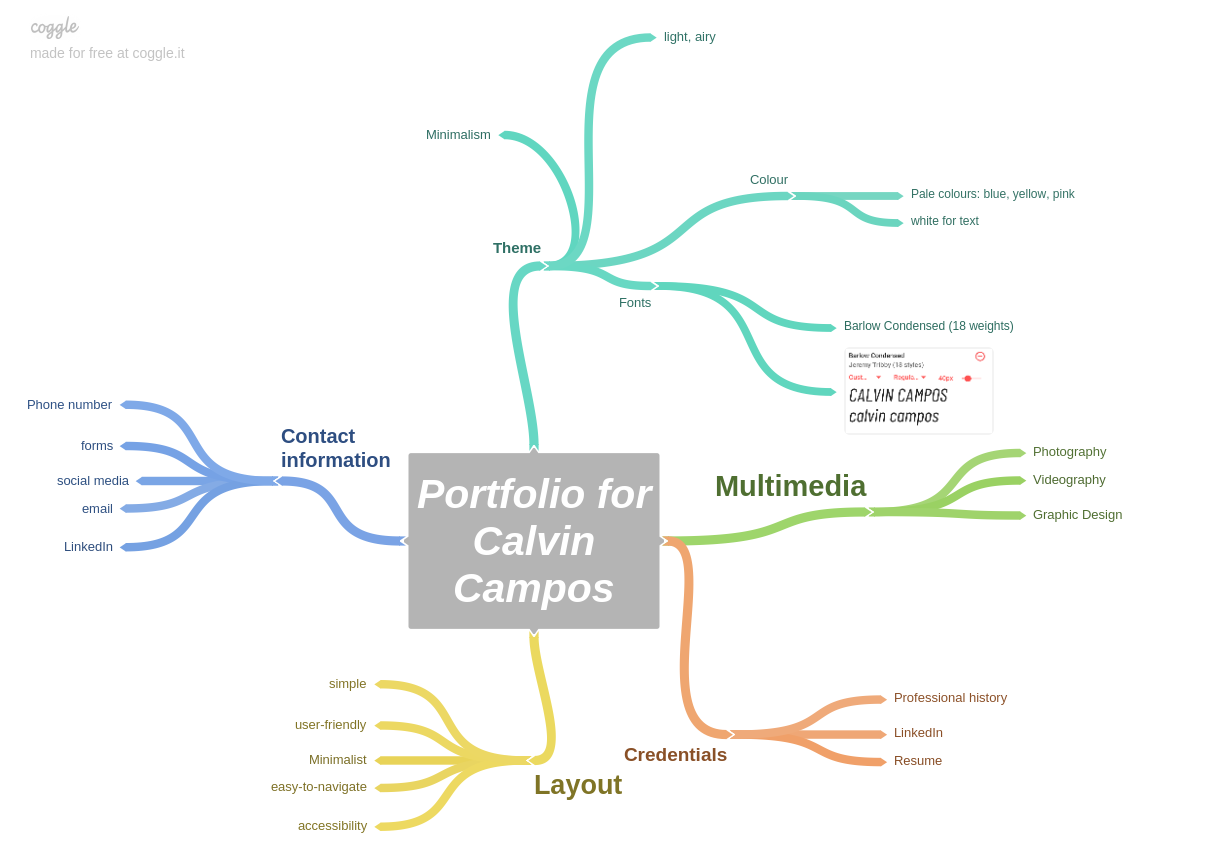 coggle
made for free at coggle.it
light, airy
Minimalism
Colour
Pale colours: blue, yellow, pink
white for text
Theme
Fonts
Barlow Condensed (18 weights)
Barlow Condensed
Jeremy Tribby (18 styles)
Cust...
Regula...
40px
CALVIN CAMPOS
calvin campos
Phone number
forms
social media
email
LinkedIn
Contact
information
Portfolio for
Calvin
Campos
Multimedia
Photography
Videography
Graphic Design
simple
user-friendly
Minimalist
easy-to-navigate
accessibility
Layout
Credentials
Professional history
LinkedIn
Resume